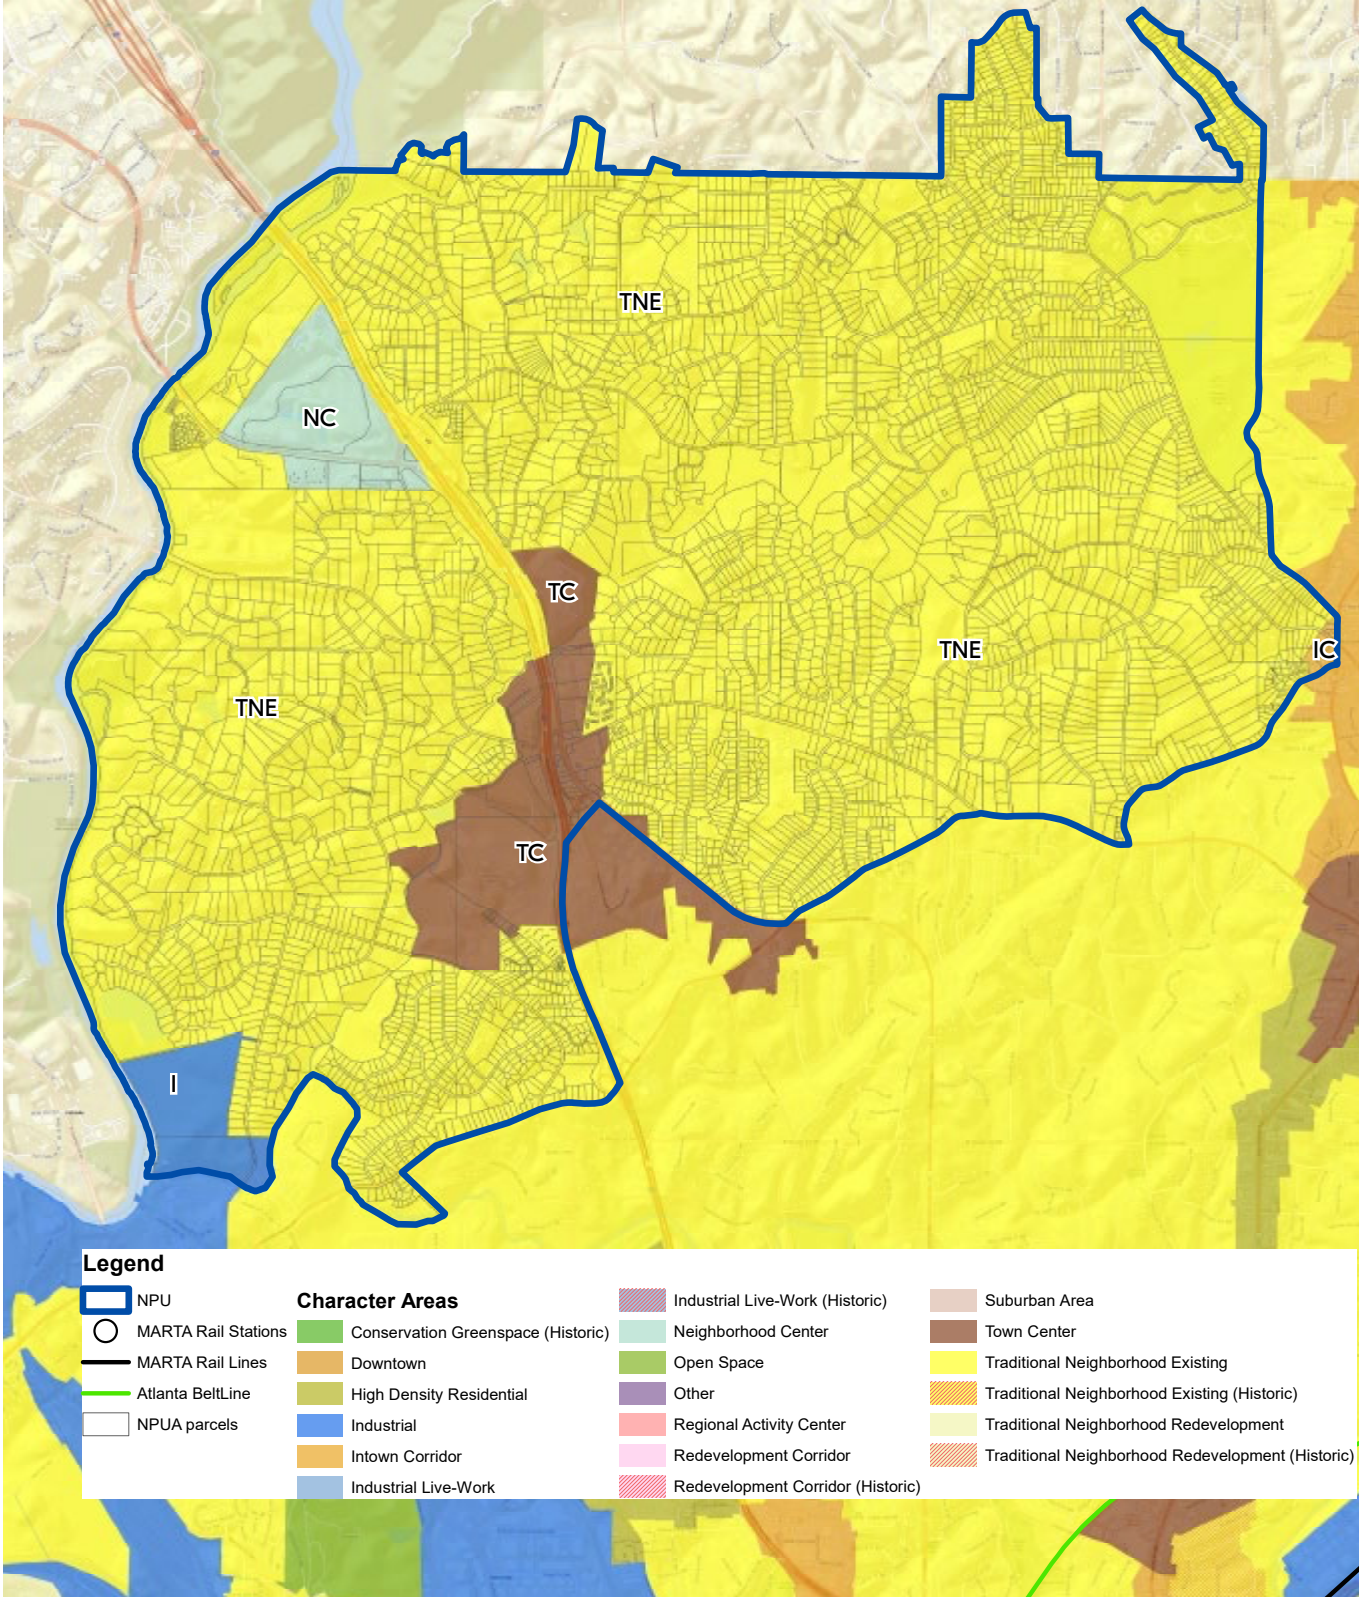 TNE
NC
TC
TNE
IC
TNE
TC
I
Legend
NPU
MARTA Rail Stations
MARTA Rail Lines
Atlanta BeltLine
NPUA parcels
Character Areas
Conservation Greenspace (Historic)
Downtown
High Density Residential
Industrial
Intown Corridor
Industrial Live-Work
Industrial Live-Work (Historic)
Neighborhood Center
Open Space
Other
Regional Activity Center
Redevelopment Corridor
Redevelopment Corridor (Historic)
Suburban Area
Town Center
Traditional Neighborhood Existing
Traditional Neighborhood Existing (Historic)
Traditional Neighborhood Redevelopment
Traditional Neighborhood Redevelopment (Historic)